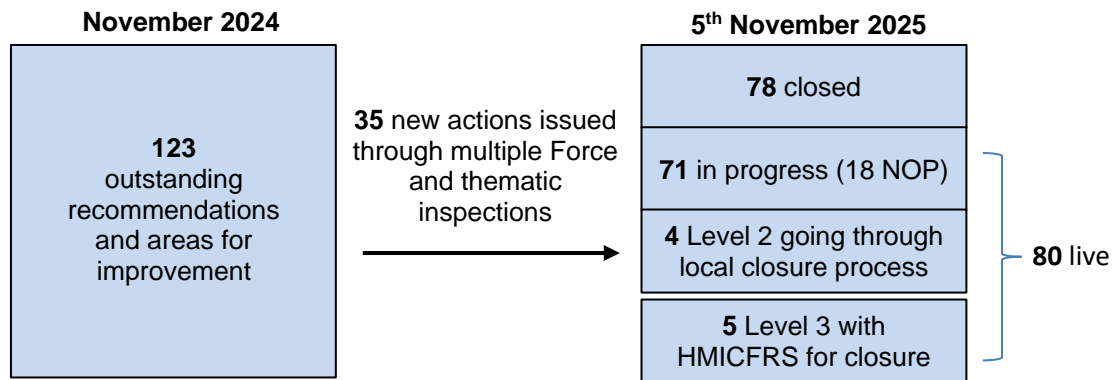 November 2024
123
outstanding
recommendations
and areas for
improvement
35 new actions issued
through multiple Force
and thematic
inspections
5th November 2025
78 closed
71 in progress (18 NOP)
4 Level 2 going through
local closure process
5 Level 3 with
HMICFRS for closure
80 live